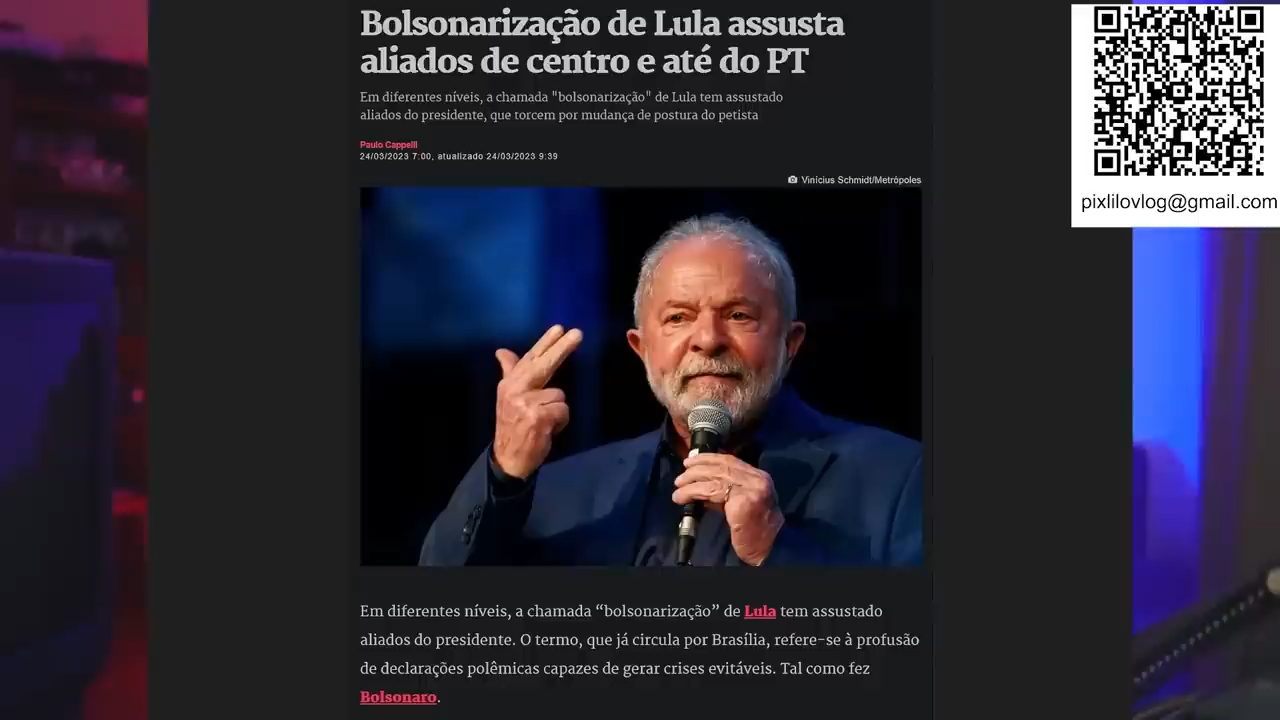 Bolsonarização de Lula assusta
aliados de centro e até do PT
Em diferentes níveis, a chamada "bolsonarização" de Lula tem assustado
aliados do presidente, que torcem por mudança de postura do petista
Paulo Cappelli
24/03/2023 7:00, atualizado 24/03/2023 9:39
Vinícius Schmidt/Metrópoles
pixlilovlog@gmail.com
Em diferentes níveis, a chamada “bolsonarização” de Lula tem assustado
aliados do presidente. O termo, que já circula por Brasília, refere-se à profusão
de declarações polêmicas capazes de gerar crises evitáveis. Tal como fez
Bolsonaro.